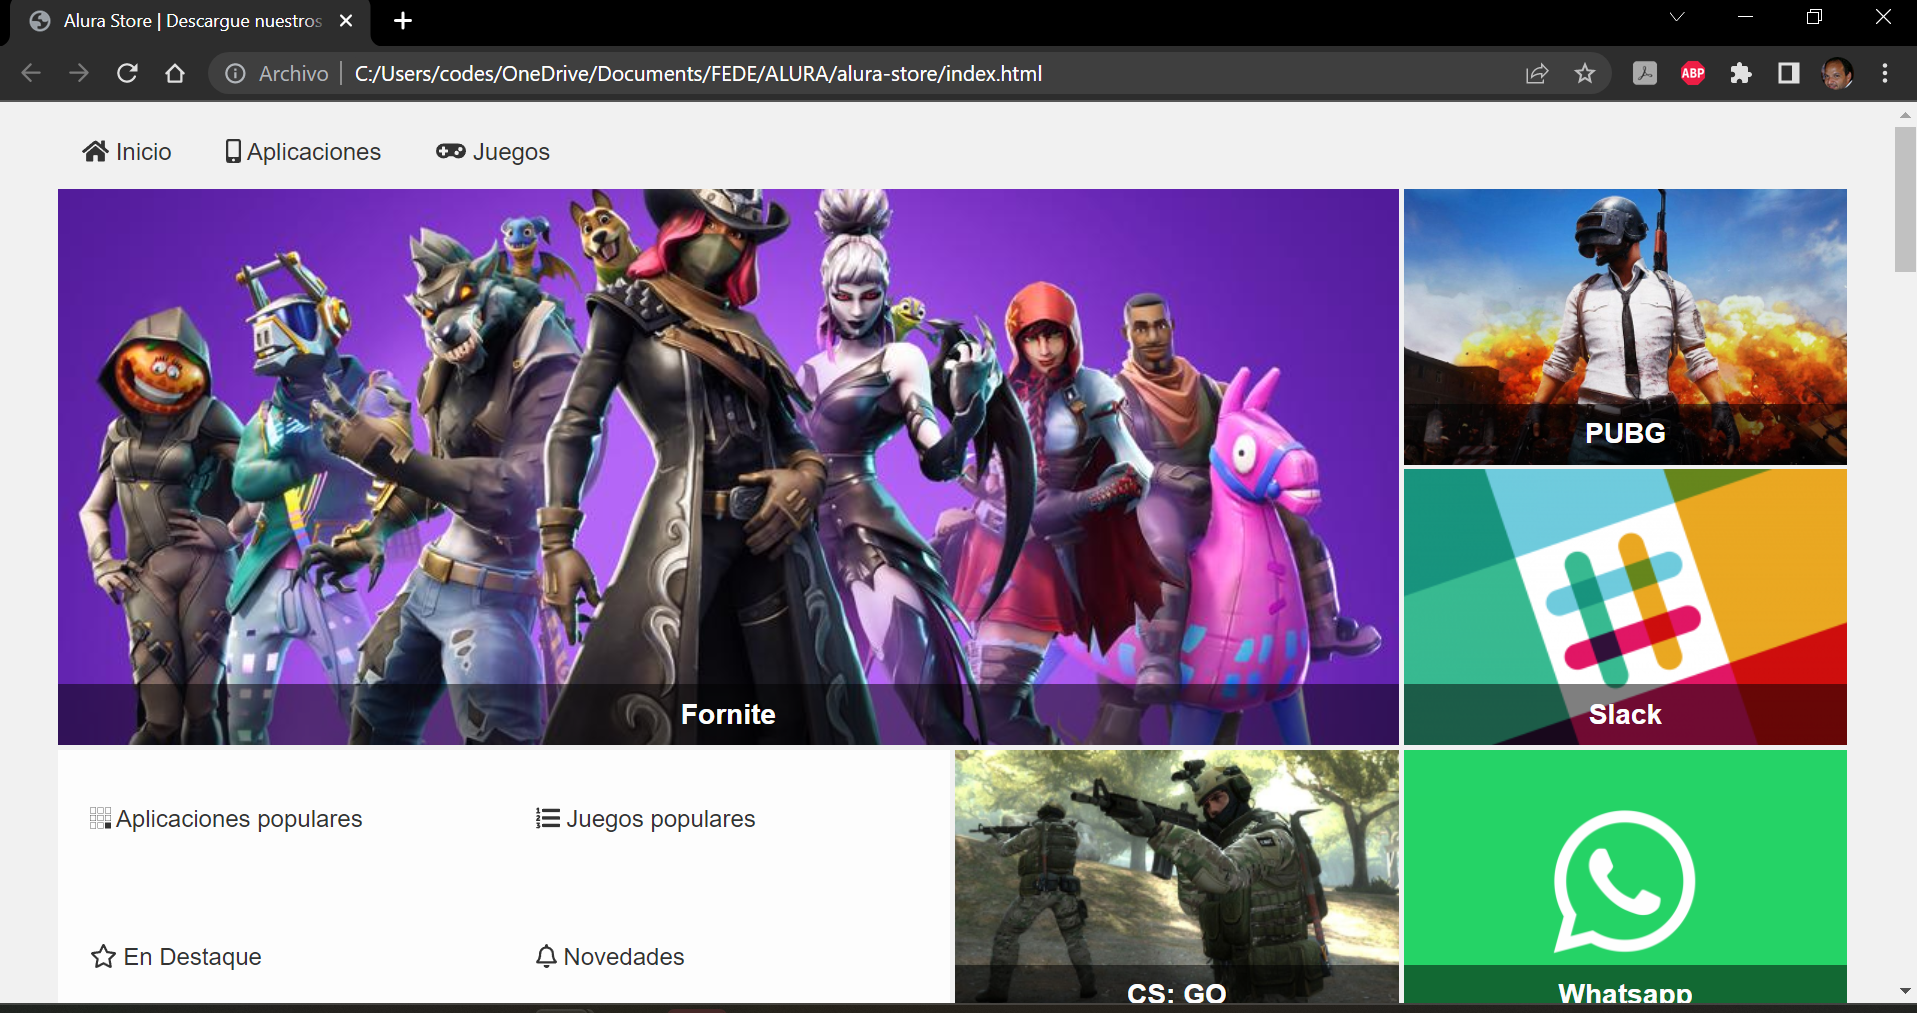 Alura Store | Descargue nuestros
Archivo | C:/Users/codes/OneDrive/Documents/FEDE/ALURA/alura-store/index.html
ABP
Inicio
Aplicaciones
Juegos
PUBG
Fornite
Slack
Aplicaciones populares
Juegos populares
En Destaque
Novedades
CS: GO
Whatsapp